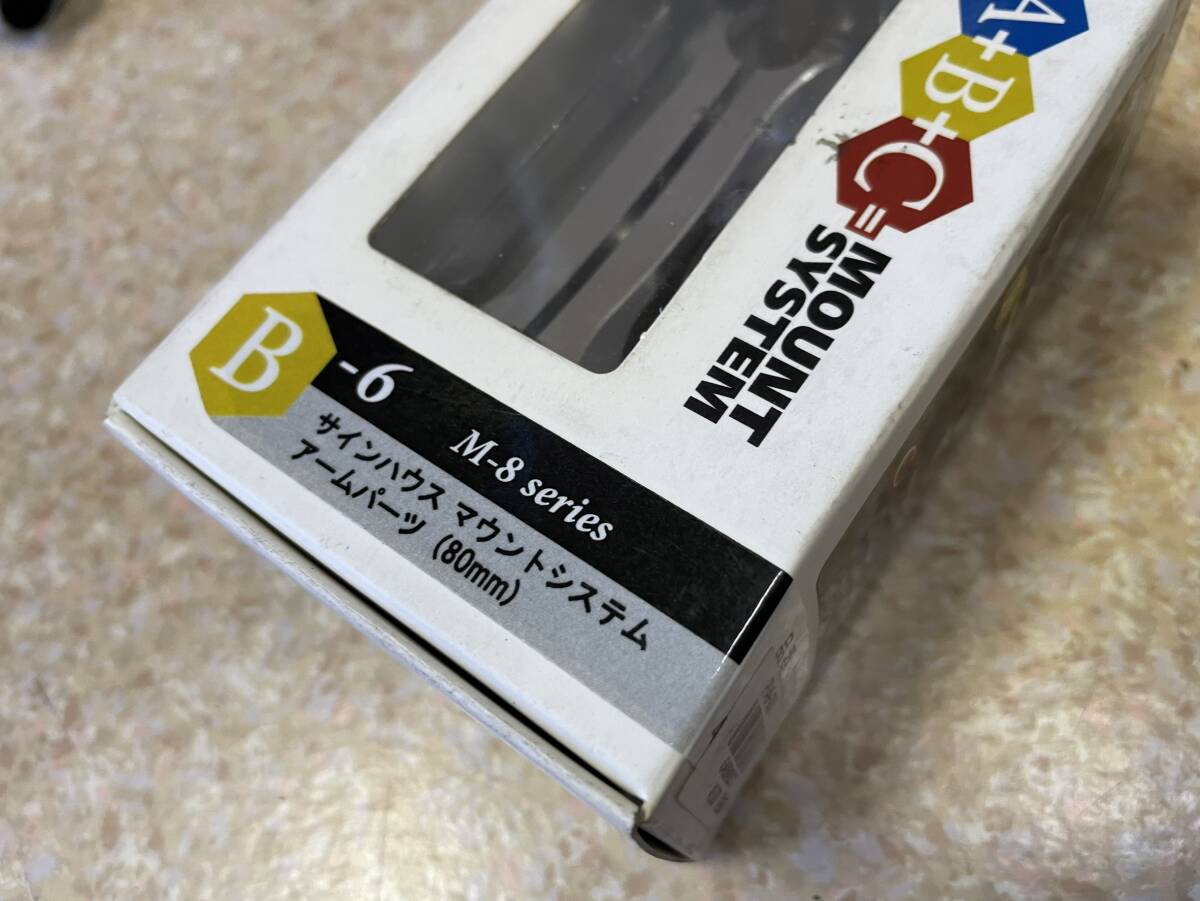 A+B+C=
MOUNT
SYSTEM
B-6
M-8 series
サインハウス マウントシステム
アームパーツ (80mm)